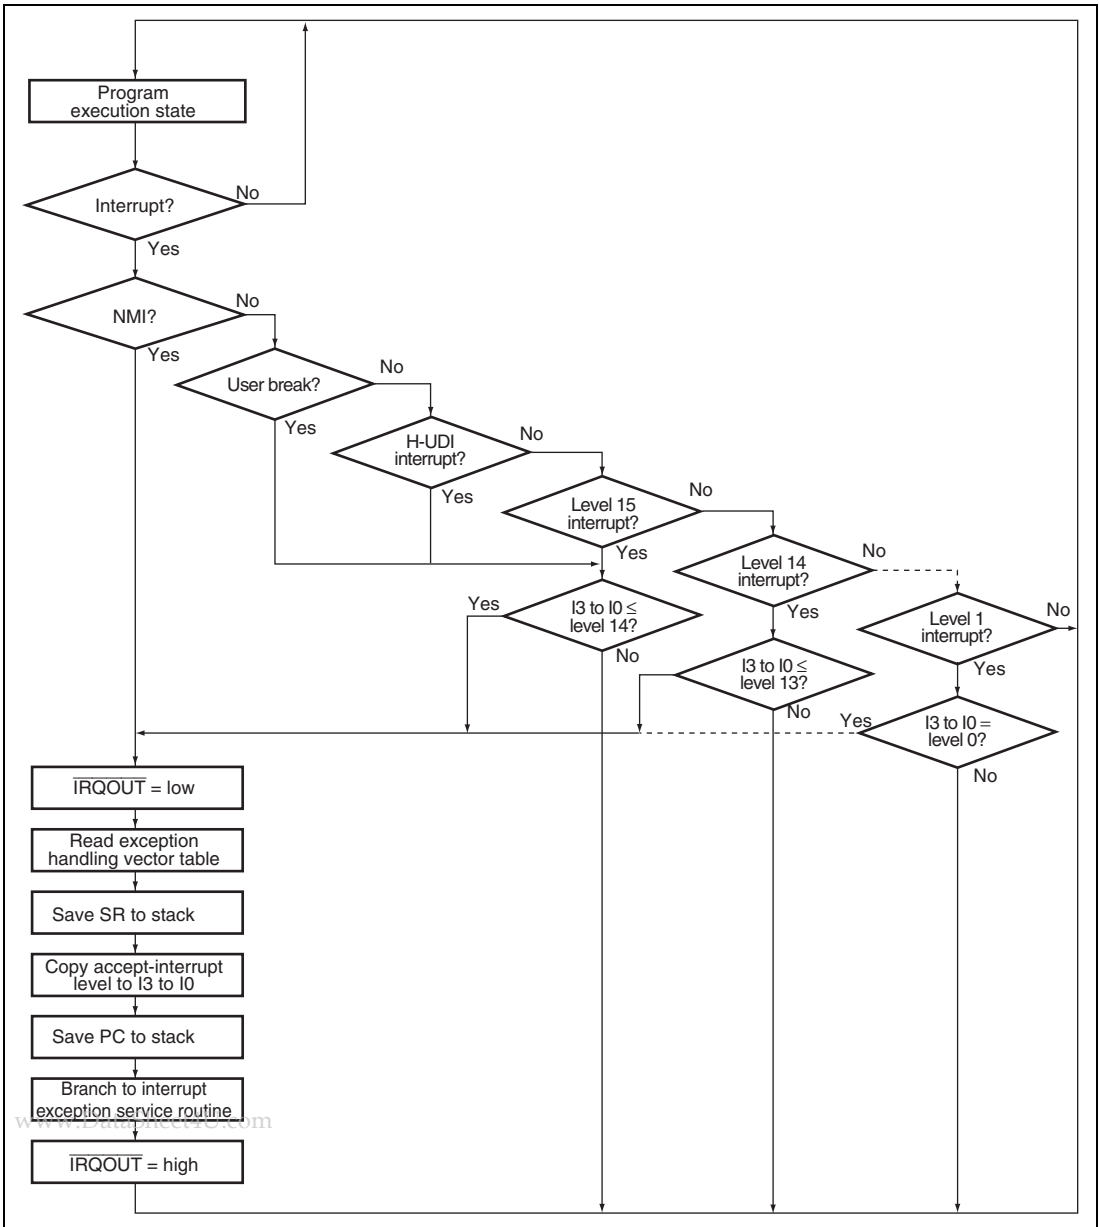 Program
execution state
Interrupt?
No
Yes
NMI?
No
Yes
User break?
No
Yes
H-UDI
interrupt?
No
Yes
Level 15
interrupt?
No
Yes
Level 14
interrupt?
No
Yes
Level 1
interrupt?
No
Yes
I3 to I0 ≤
level 14?
Yes
No
I3 to I0 ≤
level 13?
No
Yes
I3 to I0 =
level 0?
No
IRQOUT = low
Read exception
handling vector table
Save SR to stack
Copy accept-interrupt
level to I3 to I0
Save PC to stack
Branch to interrupt
exception service routine
www.DataSheet4U.com
IRQOUT = high